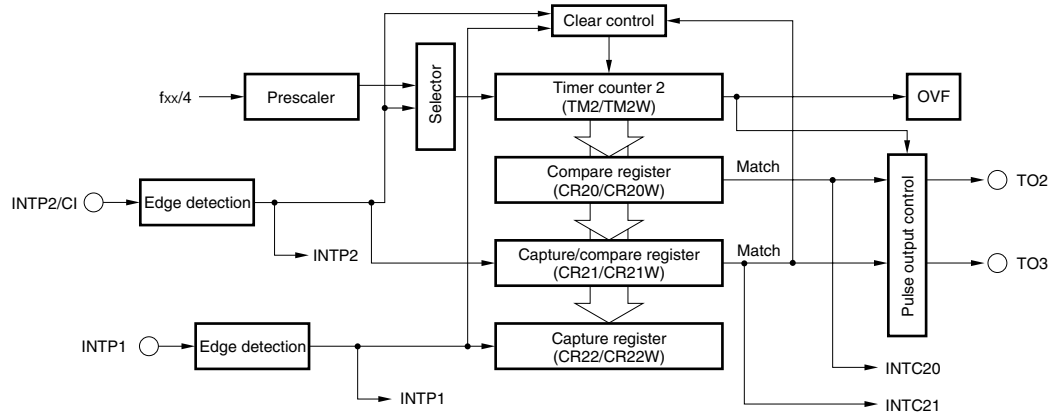 Clear control
fxx/4
Prescaler
Selector
Timer counter 2
(TM2/TM2W)
OVF
Compare register
(CR20/CR20W)
Match
INTP2/CI
Edge detection
INTP2
Capture/compare register
(CR21/CR21W)
Match
Pulse output control
TO2
TO3
INTP1
Edge detection
Capture register
(CR22/CR22W)
INTP1
INTC20
INTC21